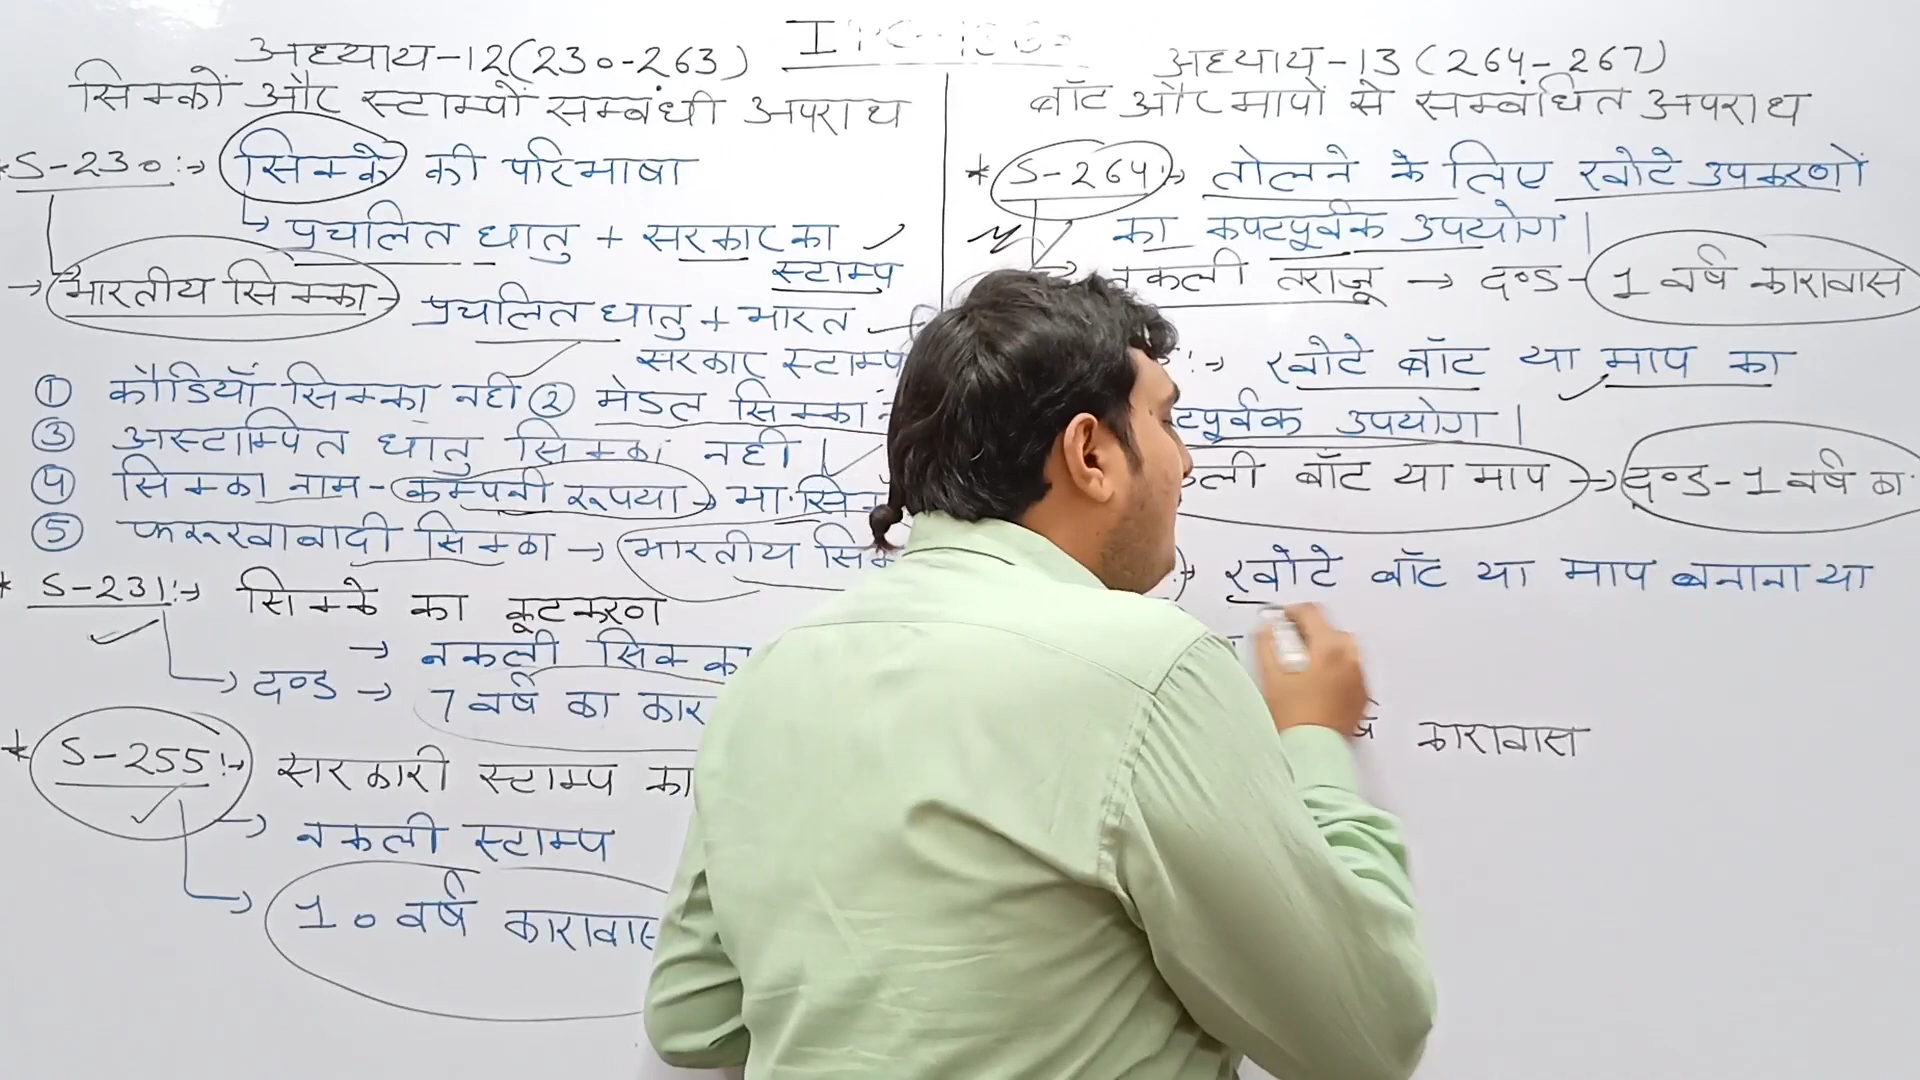 अध्याय-12(230-263)
सिक्कों और स्टाम्पों सम्बंधी अपराध
*S-230:→ सिक्के की परिभाषा
↳ प्रचलित धातु + सरकार का
स्टाम्प
→ भारतीय सिक्का- प्रचलित धातु + भारत
सरकार स्टाम्प
① कौडियाँ सिक्का नहीं ② मेडल सिक्का
③ अस्टाम्पित धातु सिक्का नहीं
④ सिक्का नाम-कम्पनी रूपया→ भा.
⑤ फरूखाबादी सिक्का → भारतीय
* S-231:→ सिक्के का कूटकरण
→ नकली सिक्का
→ दण्ड → 7 वर्ष का
* S-255:→ सरकारी स्टाम्प का
→ नकली स्टाम्प
→ 10 वर्ष
अध्याय-13(264-267)
बॉट और मापों से सम्बंधित अपराध
* S-264:→ तोलने के लिए खोटे उपकरणों
का कपटपूर्वक उपयोग।
तराजू → दण्ड-1 वर्ष कारावास
:→ खोटे बॉट या माप का
उपयोग।
बॉट या माप → दण्ड-1 वर्ष का.
खोटे बॉट या माप बनाना या
कारावास